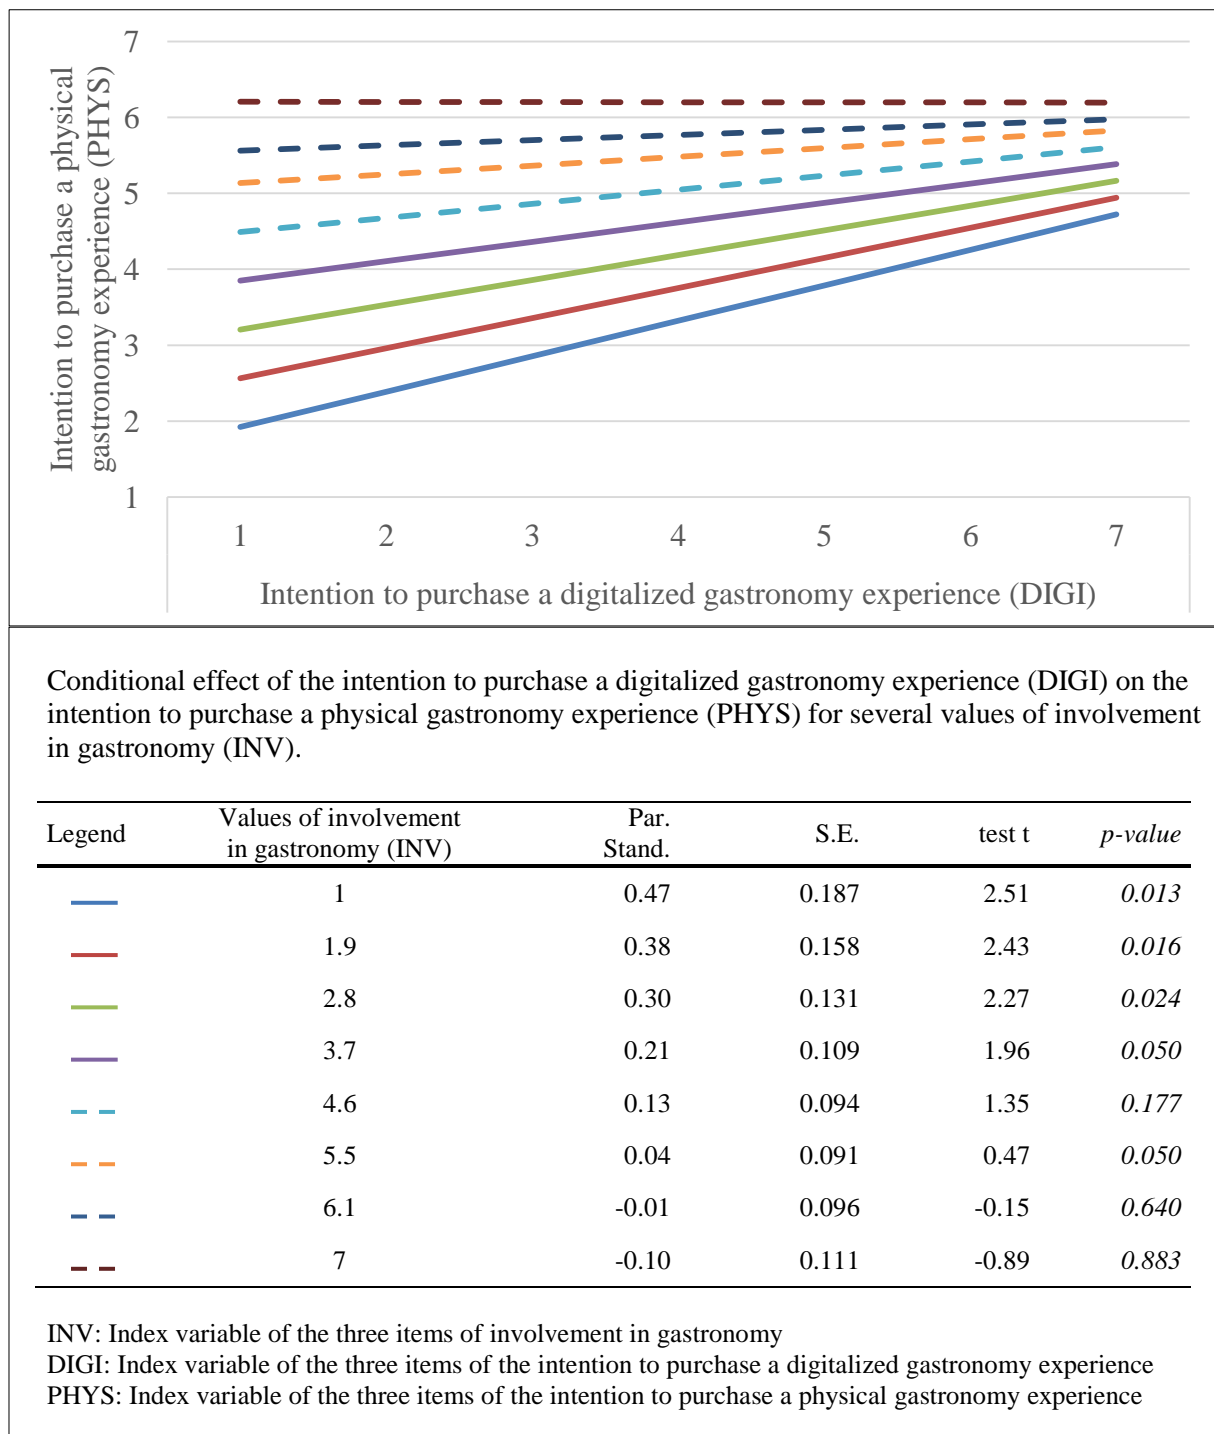 Intention to purchase a physical
gastronomy experience (PHYS)
7
6
5
4
3
2
1
1 2 3 4 5 6 7
Intention to purchase a digitalized gastronomy experience (DIGI)
Conditional effect of the intention to purchase a digitalized gastronomy experience (DIGI) on the
intention to purchase a physical gastronomy experience (PHYS) for several values of involvement
in gastronomy (INV).
Legend Values of involvement in gastronomy (INV) Par. Stand. S.E. test t p-value
1 0.47 0.187 2.51 0.013
1.9 0.38 0.158 2.43 0.016
2.8 0.30 0.131 2.27 0.024
3.7 0.21 0.109 1.96 0.050
4.6 0.13 0.094 1.35 0.177
5.5 0.04 0.091 0.47 0.050
6.1 -0.01 0.096 -0.15 0.640
7 -0.10 0.111 -0.89 0.883
INV: Index variable of the three items of involvement in gastronomy
DIGI: Index variable of the three items of the intention to purchase a digitalized gastronomy experience
PHYS: Index variable of the three items of the intention to purchase a physical gastronomy experience